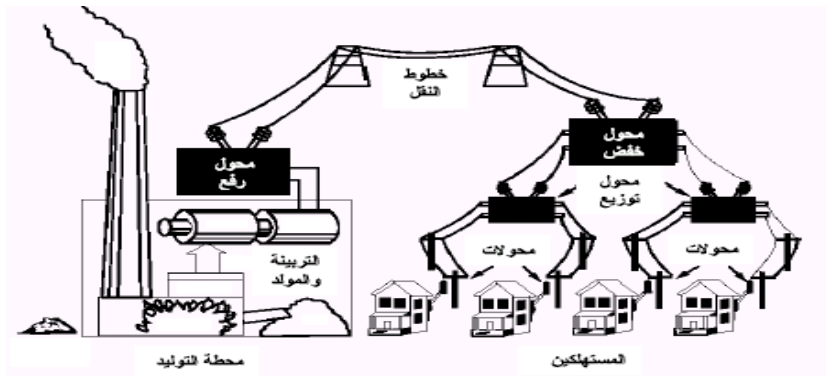 خطوط
النقل
محول
رفع
محول
خفض
محول
توزيع
التربينة
والمولد
محولات
محولات
محطة التوليد
المستهلكين